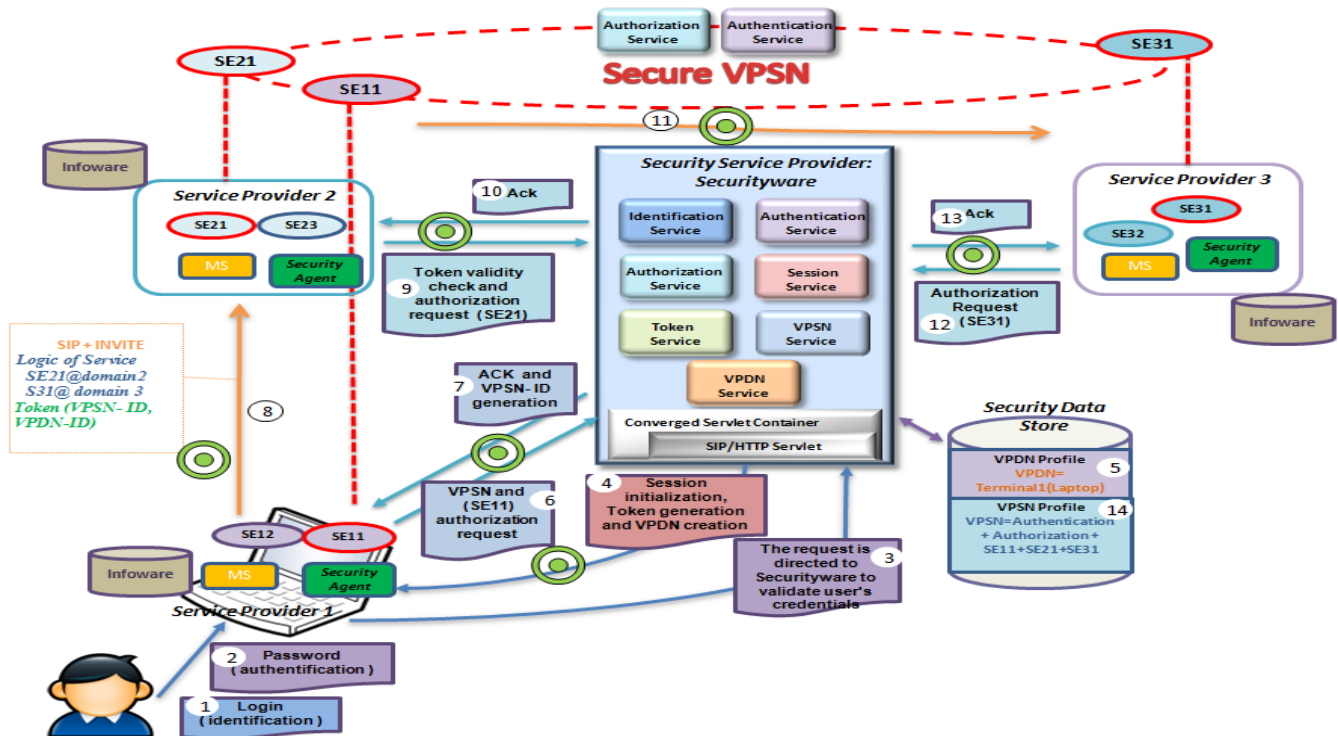 Authorization
Service
Authentication
Service
Secure VPSN
SE21
SE11
SE31
11
Infoware
Service Provider 2
SE21
SE23
MS
Security
Agent
10 Ack
9
Token validity
check and
authorization
request (SE21)
Security Service Provider:
Securityware
Identification
Service
Authentication
Service
Authorization
Service
Session
Service
Token
Service
VPSN
Service
VPDN
Service
Converged Servlet Container
SIP/HTTP Servlet
13 Ack
Authorization
Request
12 (SE31)
Service Provider 3
SE31
SE32
Security
Agent
MS
Infoware
SIP + INVITE
Logic of Service
SE21@domain2
S31@ domain 3
Token (VPSN- ID,
VPDN-ID)
8
7
ACK and
VPSN- ID
generation
VPSN and
(SE11) 6
authorization
request
4
Session
initialization,
Token generation
and VPDN creation
The request is
directed to 3
Securityware to
validate user's
credentials
Security Data
Store
VPDN Profile
VPDN= 5
Terminal1(Laptop)
VPSN Profile 14
VPSN=Authentication
+ Authorization +
SE11+SE21+SE31
SE12
SE11
Infoware
MS
Security
Agent
Service Provider 1
2 Password
( authentification )
1 Login
( identification )